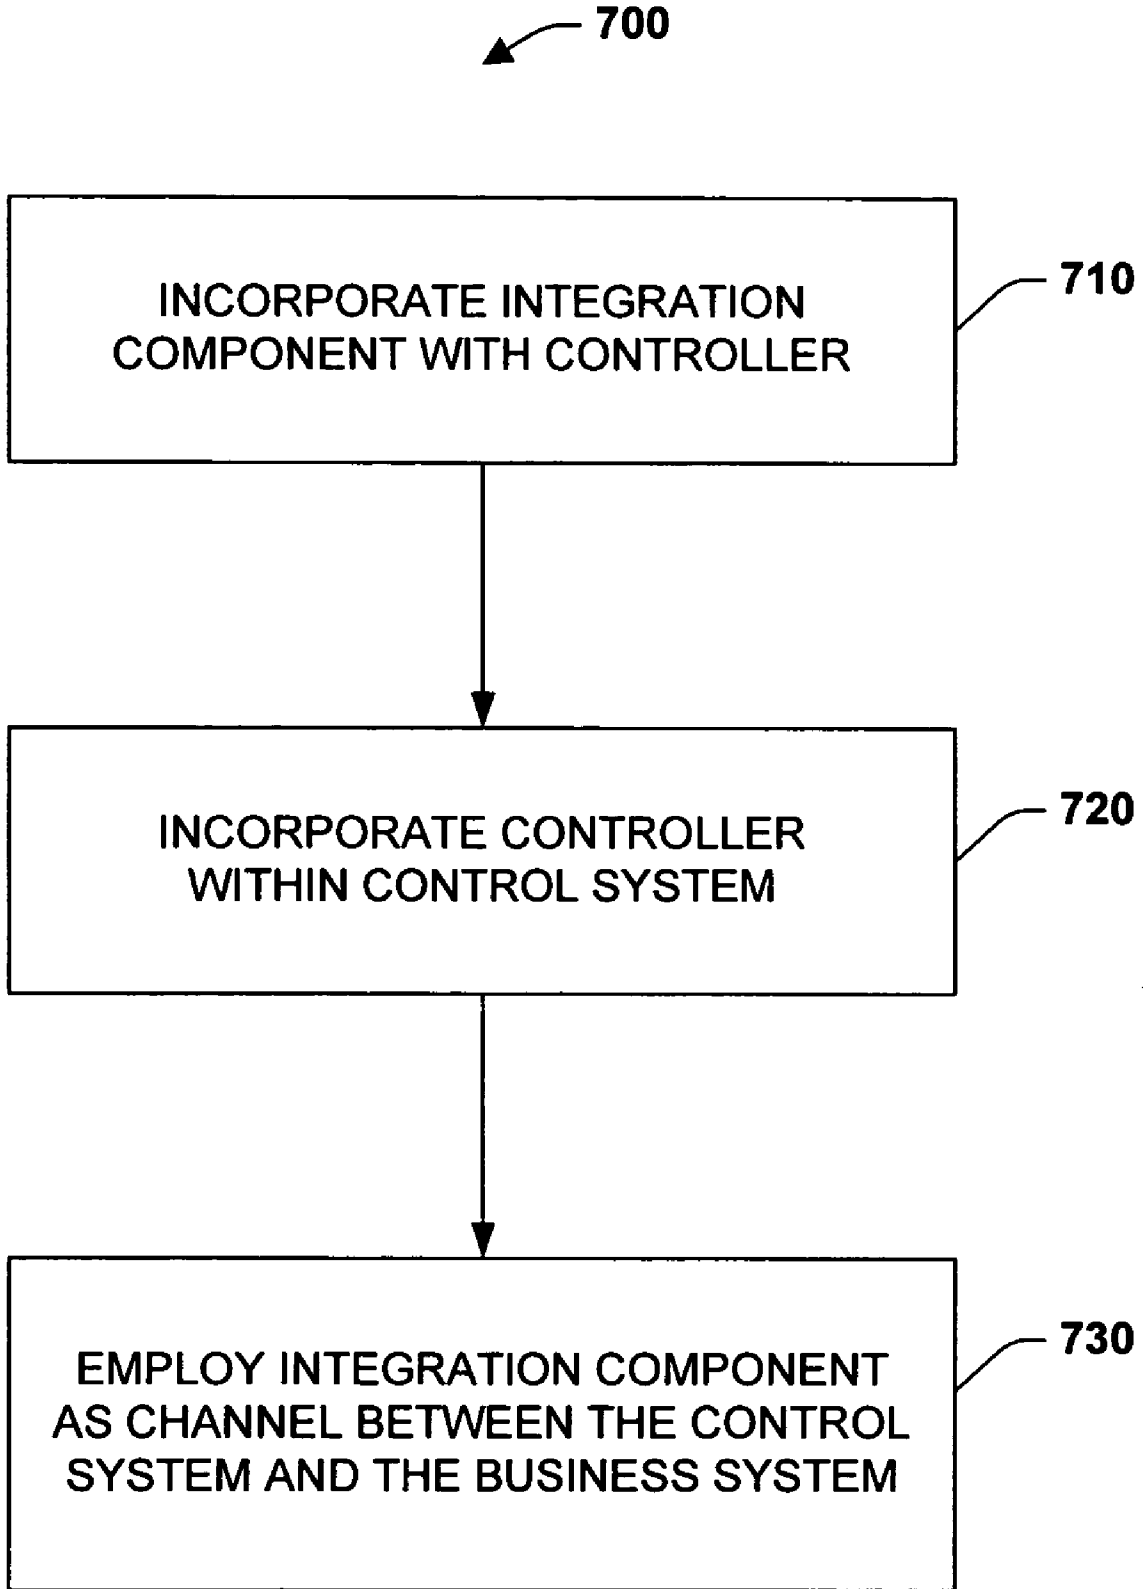 700
INCORPORATE INTEGRATION
COMPONENT WITH CONTROLLER
710
INCORPORATE CONTROLLER
WITHIN CONTROL SYSTEM
720
EMPLOY INTEGRATION COMPONENT
AS CHANNEL BETWEEN THE CONTROL
SYSTEM AND THE BUSINESS SYSTEM
730